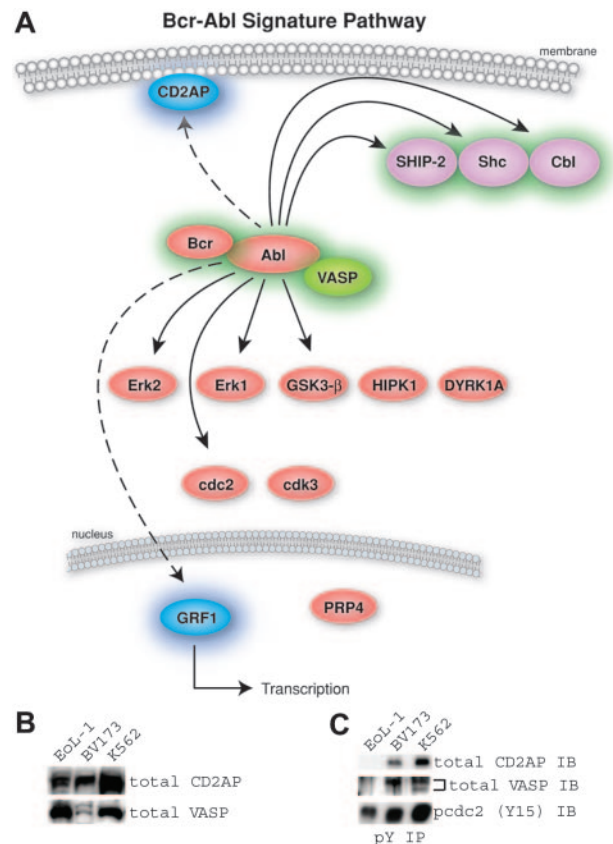 A
Bcr-Abl Signature Pathway
membrane
CD2AP
SHIP-2 Shc Cbl
Bcr
Abl
VASP
Erk2 Erk1 GSK3-β HIPK1 DYRK1A
cdc2 cdk3
nucleus
GRF1
PRP4
Transcription
B
EoL-1 BV173 K562
total CD2AP
total VASP
C
EoL-1 BV173 K562
total CD2AP IB
total VASP IB
pcdc2 (Y15) IB
pY IP